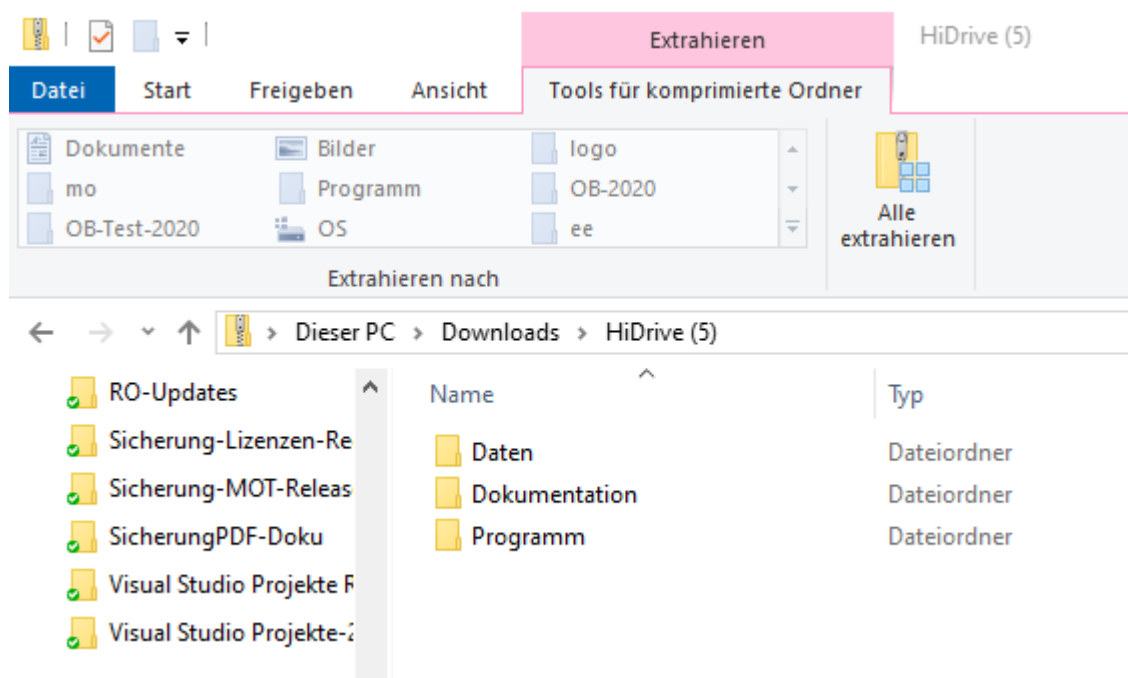 Extrahieren HiDrive (5)
Datei Start Freigeben Ansicht Tools für komprimierte Ordner
Dokumente Bilder logo
mo Programm OB-2020
OB-Test-2020 OS ee
Alle
extrahieren
Extrahieren nach
Dieser PC > Downloads > HiDrive (5)
RO-Updates
Sicherung-Lizenzen-Re
Sicherung-MOT-Releas
SicherungPDF-Doku
Visual Studio Projekte R
Visual Studio Projekte-2
Name Typ
Daten Dateiordner
Dokumentation Dateiordner
Programm Dateiordner